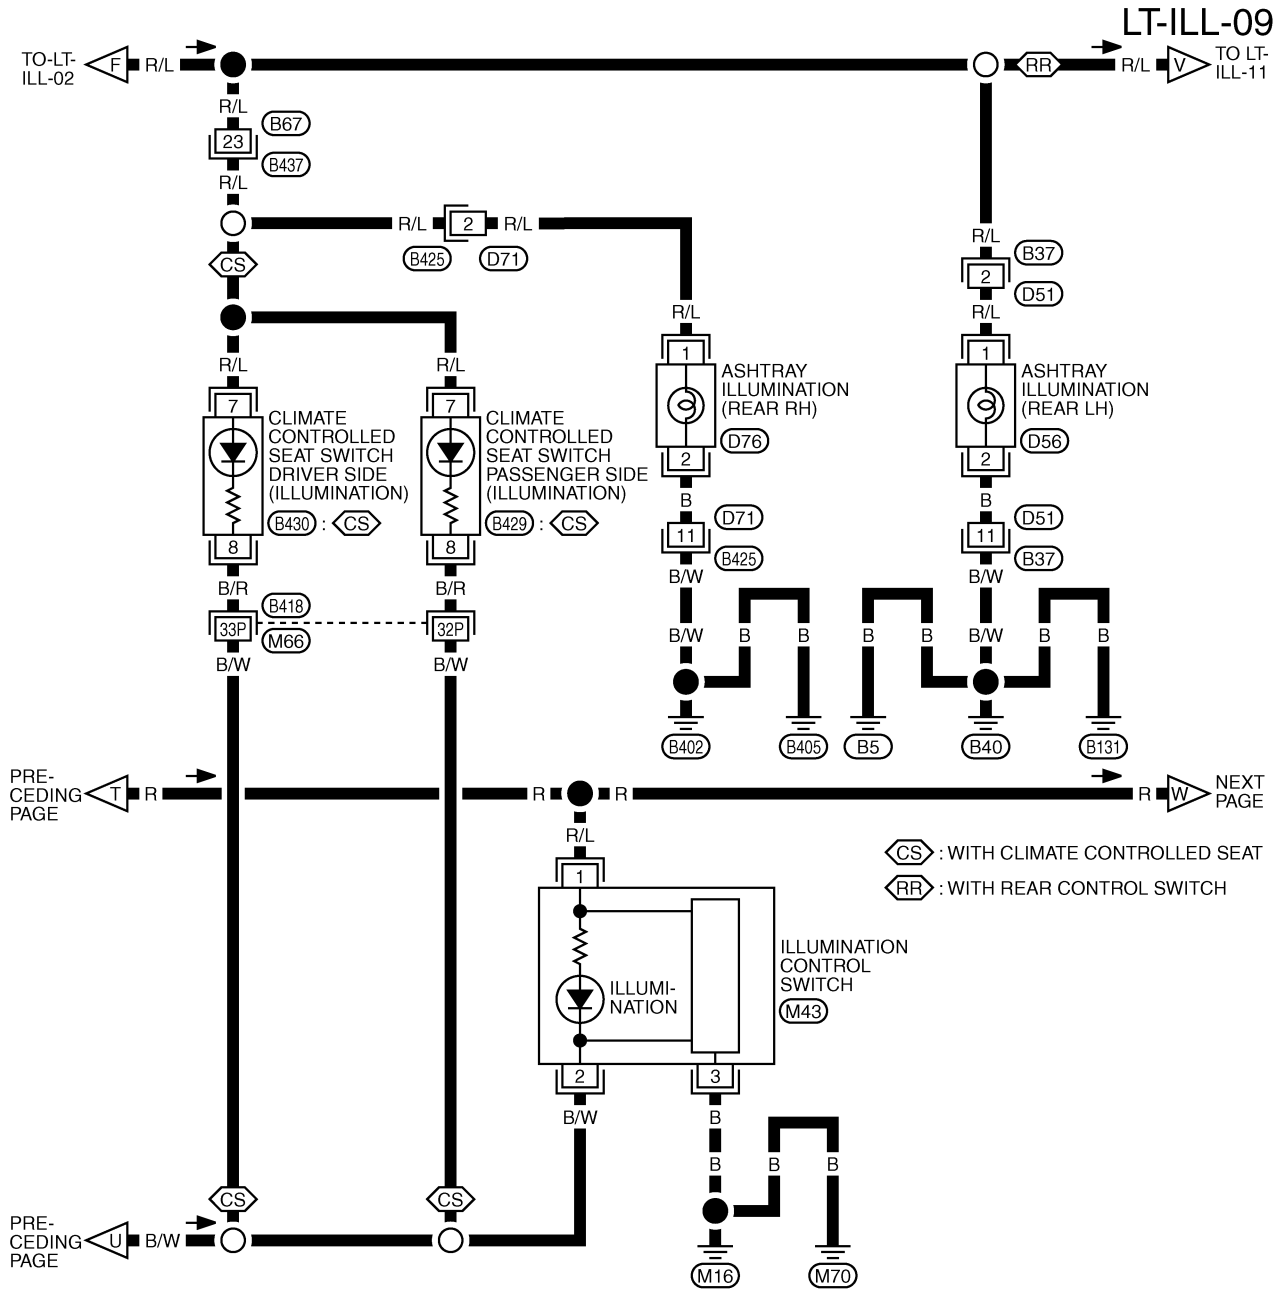 LT-ILL-09
TO-LT-
ILL-02
F
R/L
RR
R/L
V
TO LT-
ILL-11
R/L
23
B67
B437
R/L
R/L
2
R/L
B425
D71
CS
R/L
B37
2
D51
R/L
R/L
R/L
R/L
7
CLIMATE
CONTROLLED
SEAT SWITCH
DRIVER SIDE
(ILLUMINATION)
B430 : CS
8
7
CLIMATE
CONTROLLED
SEAT SWITCH
PASSENGER SIDE
(ILLUMINATION)
B429 : CS
8
1
ASHTRAY
ILLUMINATION
(REAR RH)
D76
2
1
ASHTRAY
ILLUMINATION
(REAR LH)
D56
2
B
D71
11
B425
B/W
B
D51
11
B37
B/W
B/R
B418
33P
M66
B/W
B/R
32P
B/W
B/W
B
B
B
B
B/W
B
B
B402
B405
B5
B40
B131
PRE-
CEDING
PAGE
T
R
R
R
R
W
NEXT
PAGE
R/L
CS : WITH CLIMATE CONTROLLED SEAT
RR : WITH REAR CONTROL SWITCH
1
ILLUMI-
NATION
ILLUMINATION
CONTROL
SWITCH
M43
2
3
B/W
B
B
B
B
CS
CS
PRE-
CEDING
PAGE
U
B/W
M16
M70